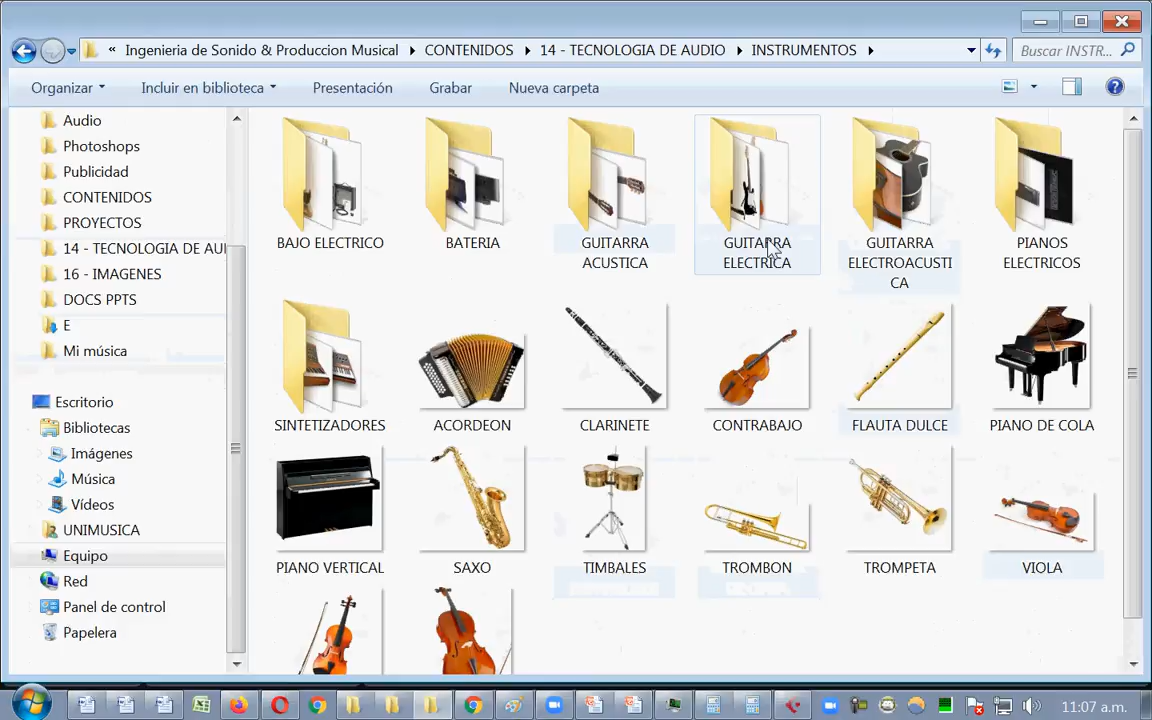 « Ingenieria de Sonido & Produccion Musical ▸ CONTENIDOS ▸ 14 - TECNOLOGIA DE AUDIO ▸ INSTRUMENTOS ▸
Buscar INSTR...
Organizar Incluir en biblioteca Presentación Grabar Nueva carpeta
Audio
Photoshops
Publicidad
CONTENIDOS
PROYECTOS
14 - TECNOLOGIA DE AUI
16 - IMAGENES
DOCS PPTS
E
Mi música
Escritorio
Bibliotecas
Imágenes
Música
Vídeos
UNIMUSICA
Equipo
Red
Panel de control
Papelera
BAJO ELECTRICO
BATERIA
GUITARRA
ACUSTICA
GUITARRA
ELECTRICA
GUITARRA
ELECTROACUSTI
CA
PIANOS
ELECTRICOS
SINTETIZADORES
ACORDEON
CLARINETE
CONTRABAJO
FLAUTA DULCE
PIANO DE COLA
PIANO VERTICAL
SAXO
TIMBALES
TROMBON
TROMPETA
VIOLA
11:07 a.m.